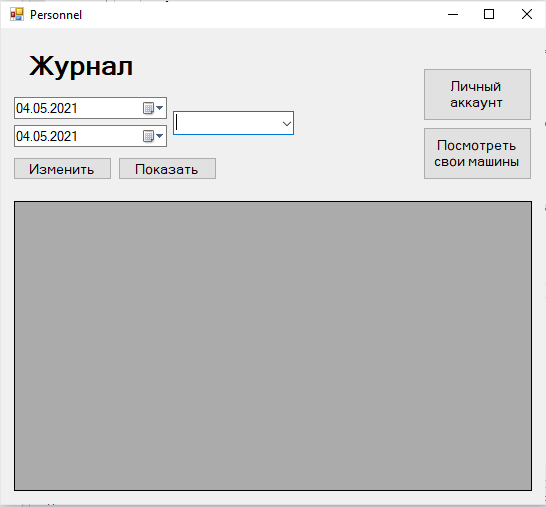 Personnel
Журнал
04.05.2021
04.05.2021
Изменить
Показать
Личный
аккаунт
Посмотреть
свои машины